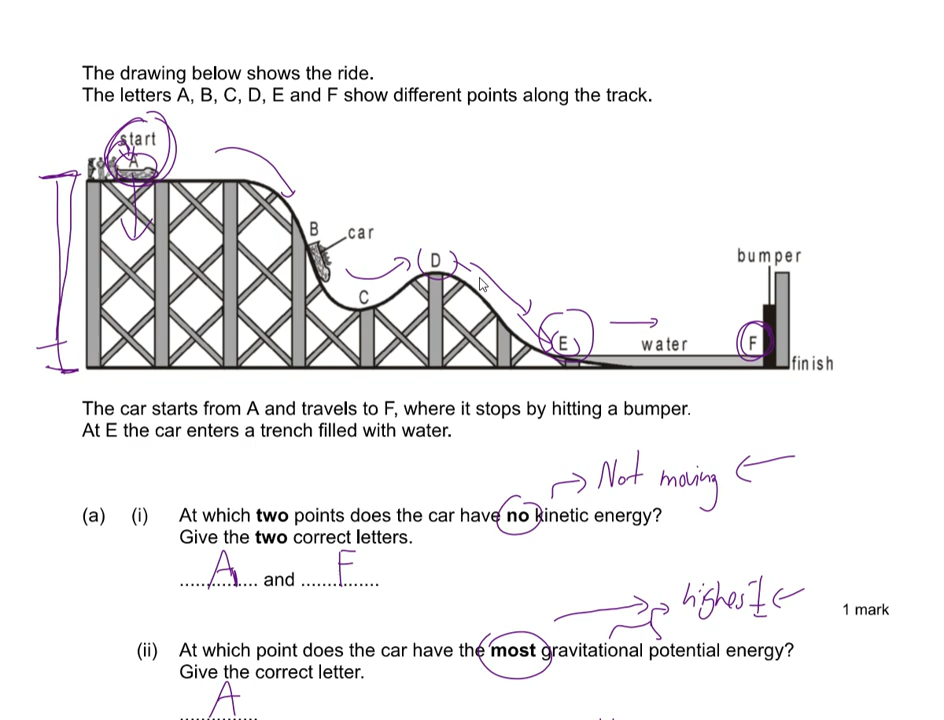 The drawing below shows the ride.
The letters A, B, C, D, E and F show different points along the track.
start
A
B
car
D
C
bumper
E
water
F
finish
The car starts from A and travels to F, where it stops by hitting a bumper.
At E the car enters a trench filled with water.
Not moving
(a) (i) At which two points does the car have no kinetic energy?
Give the two correct letters.
A and F
highest
1 mark
(ii) At which point does the car have the most gravitational potential energy?
Give the correct letter.
A